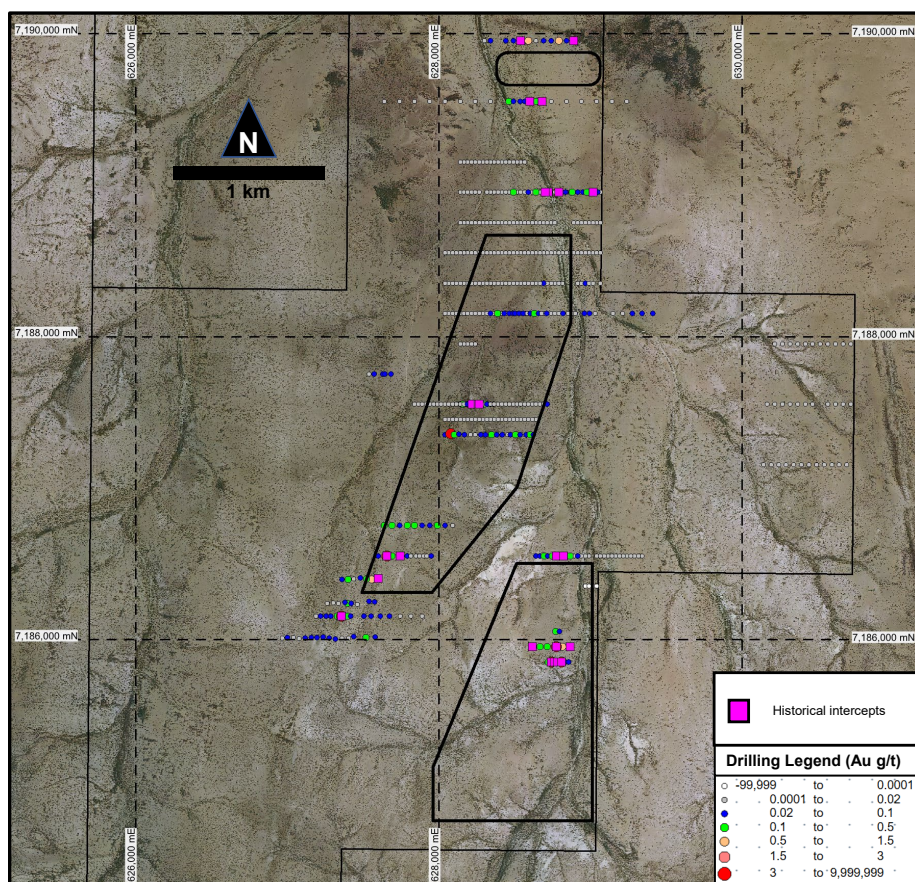 7,190,000 mN
7,190,000 mN
626,000 mE
628,000 mE
630,000 mE
N
1 km
7,188,000 mN
7,188,000 mN
7,186,000 mN
7,186,000 mN
626,000 mE
628,000 mE
Historical intercepts
Drilling Legend (Au g/t)
-99,999 to 0.0001
0.0001 to 0.02
0.02 to 0.1
0.1 to 0.5
0.5 to 1.5
1.5 to 3
3 to 9,999,999